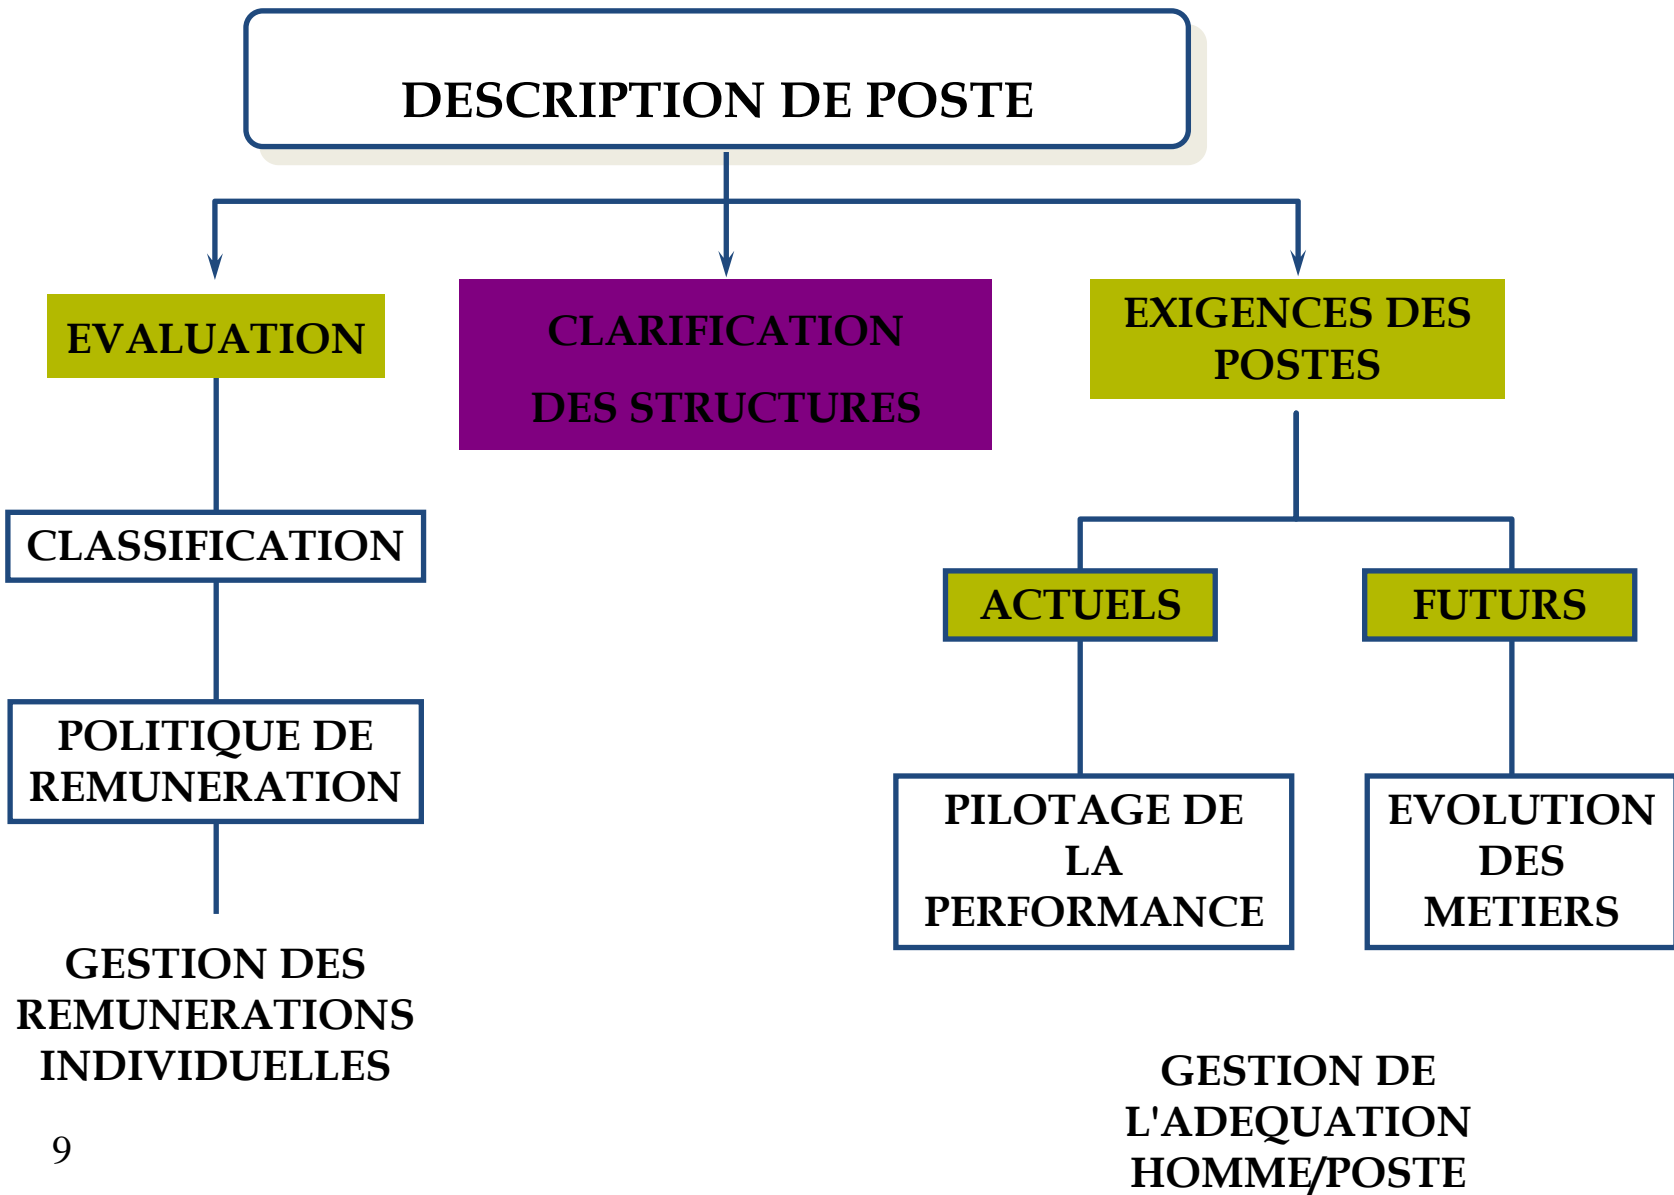 DESCRIPTION DE POSTE
EVALUATION
CLARIFICATION
DES STRUCTURES
EXIGENCES DES
POSTES
CLASSIFICATION
ACTUELS
FUTURS
POLITIQUE DE
REMUNERATION
PILOTAGE DE
LA
PERFORMANCE
EVOLUTION
DES
METIERS
GESTION DES
REMUNERATIONS
INDIVIDUELLES
GESTION DE
L'ADEQUATION
HOMME/POSTE
9